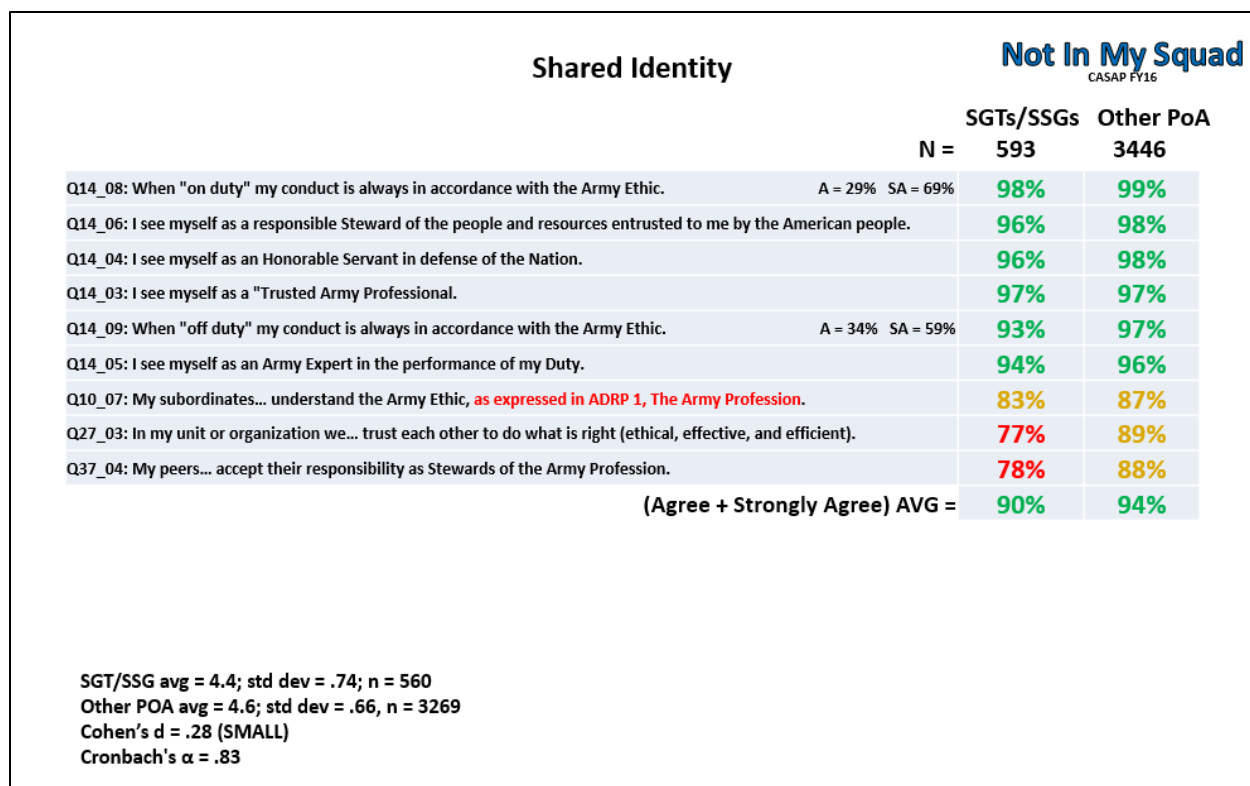 Shared Identity
Not In My Squad
CASAP FY16
SGTs/SSGs Other PoA
N = 593 3446
Q14_08: When "on duty" my conduct is always in accordance with the Army Ethic. A = 29% SA = 69% 98% 99%
Q14_06: I see myself as a responsible Steward of the people and resources entrusted to me by the American people. 96% 98%
Q14_04: I see myself as an Honorable Servant in defense of the Nation. 96% 98%
Q14_03: I see myself as a "Trusted Army Professional. 97% 97%
Q14_09: When "off duty" my conduct is always in accordance with the Army Ethic. A = 34% SA = 59% 93% 97%
Q14_05: I see myself as an Army Expert in the performance of my Duty. 94% 96%
Q10_07: My subordinates... understand the Army Ethic, as expressed in ADRP 1, The Army Profession. 83% 87%
Q27_03: In my unit or organization we... trust each other to do what is right (ethical, effective, and efficient). 77% 89%
Q37_04: My peers... accept their responsibility as Stewards of the Army Profession. 78% 88%
(Agree + Strongly Agree) AVG = 90% 94%
SGT/SSG avg = 4.4; std dev = .74; n = 560
Other POA avg = 4.6; std dev = .66, n = 3269
Cohen’s d = .28 (SMALL)
Cronbach's α = .83